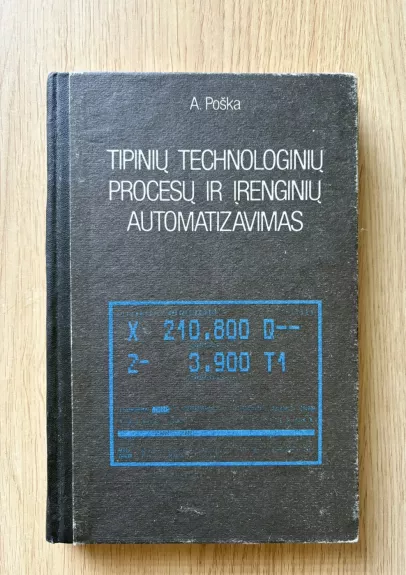 A. Poška
TIPINIŲ TECHNOLOGINIŲ
PROCESŲ IR ĮRENGINIŲ
AUTOMATIZAVIMAS
X 210.800 Q--
Z- 3.900 T1